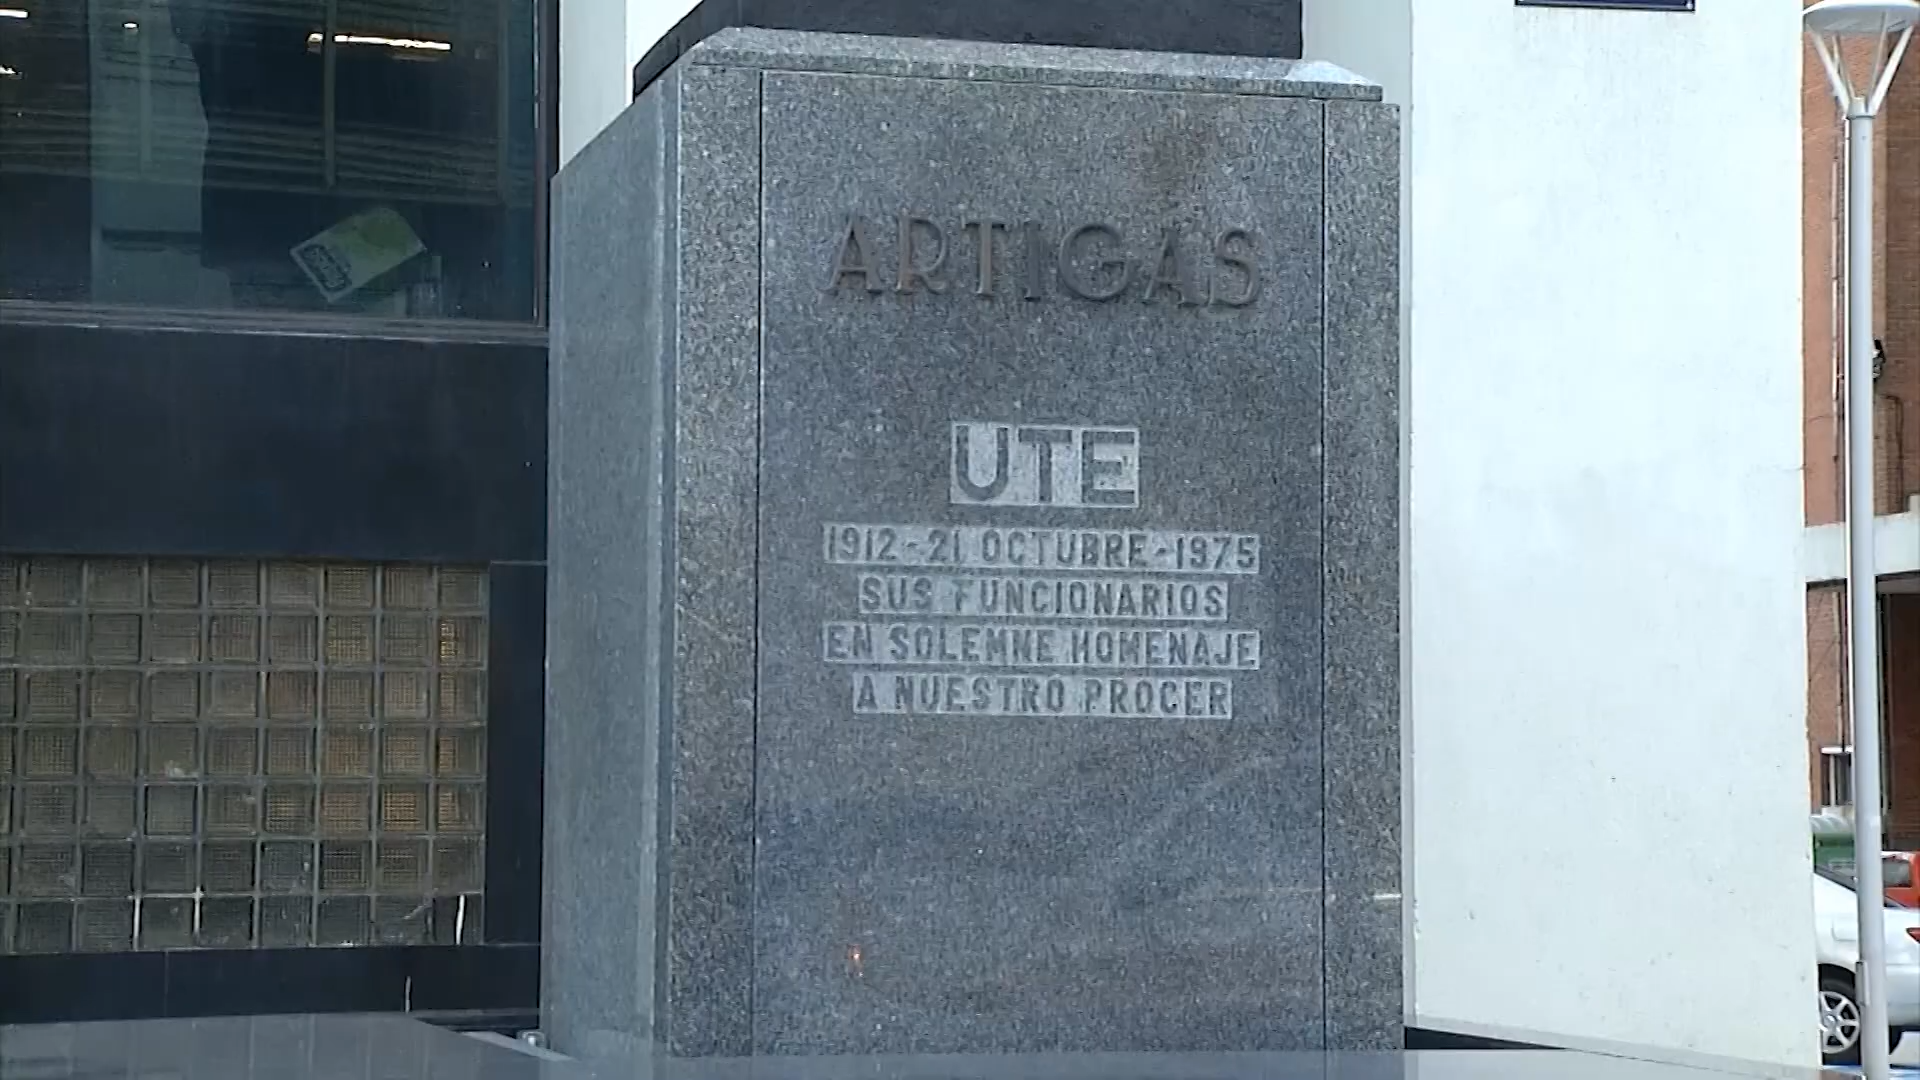 ARTIGAS
UTE
1912-21 OCTUBRE-1975
SUS FUNCIONARIOS
EN SOLEMNE HOMENAJE
A NUESTRO PROCER